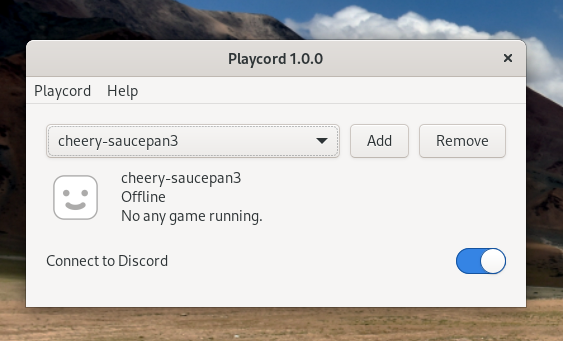 Playcord 1.0.0
Playcord Help
cheery-saucepan3 Add Remove
cheery-saucepan3
Offline
No any game running.
Connect to Discord